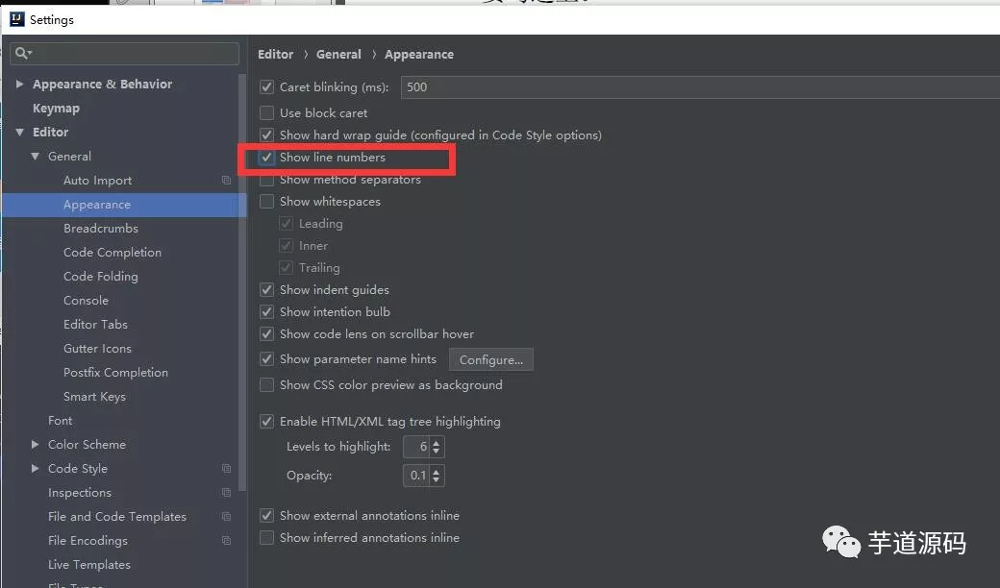 Settings
Editor › General › Appearance
Appearance & Behavior
Keymap
Editor
General
Auto Import
Appearance
Breadcrumbs
Code Completion
Code Folding
Console
Editor Tabs
Gutter Icons
Postfix Completion
Smart Keys
Font
Color Scheme
Code Style
Inspections
File and Code Templates
File Encodings
Live Templates
File Types
Caret blinking (ms): 500
Use block caret
Show hard wrap guide (configured in Code Style options)
Show line numbers
Show method separators
Show whitespaces
Leading
Inner
Trailing
Show indent guides
Show intention bulb
Show code lens on scrollbar hover
Show parameter name hints Configure...
Show CSS color preview as background
Enable HTML/XML tag tree highlighting
Levels to highlight: 6
Opacity: 0.1
Show external annotations inline
Show inferred annotations inline
芋道源码